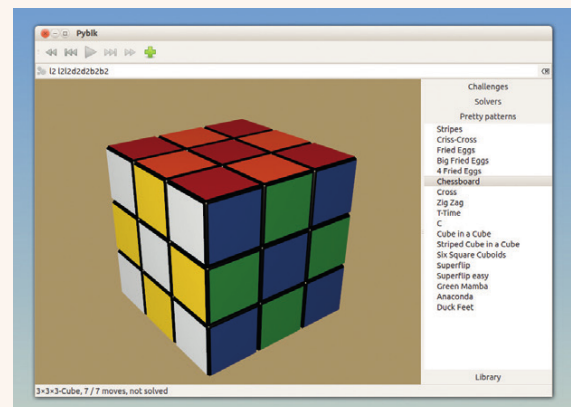 Pyblk
l2 l2l2d2d2b2b2
Challenges
Solvers
Pretty patterns
Stripes
Criss-Cross
Fried Eggs
Big Fried Eggs
4 Fried Eggs
Chessboard
Cross
Zig Zag
T-Time
C
Cube in a Cube
Striped Cube in a Cube
Six Square Cuboids
Superflip
Superflip easy
Green Mamba
Anaconda
Duck Feet
Library
3×3×3-Cube, 7 / 7 moves, not solved